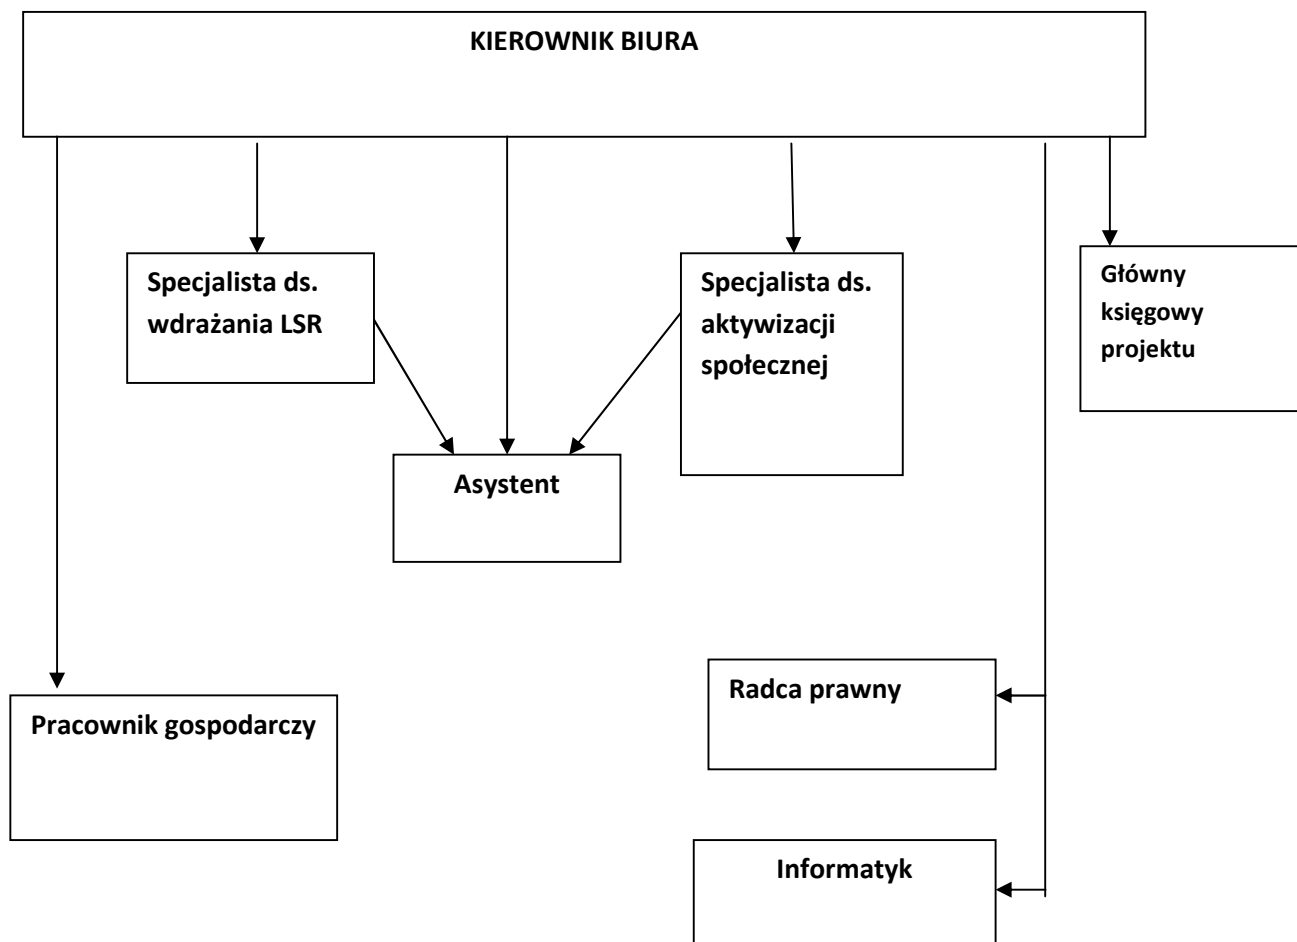 KIEROWNIK BIURA
Specjalista ds.
wdrażania LSR
Specjalista ds.
aktywizacji
społecznej
Główny
księgowy
projektu
Asystent
Radca prawny
Pracownik gospodarczy
Informatyk